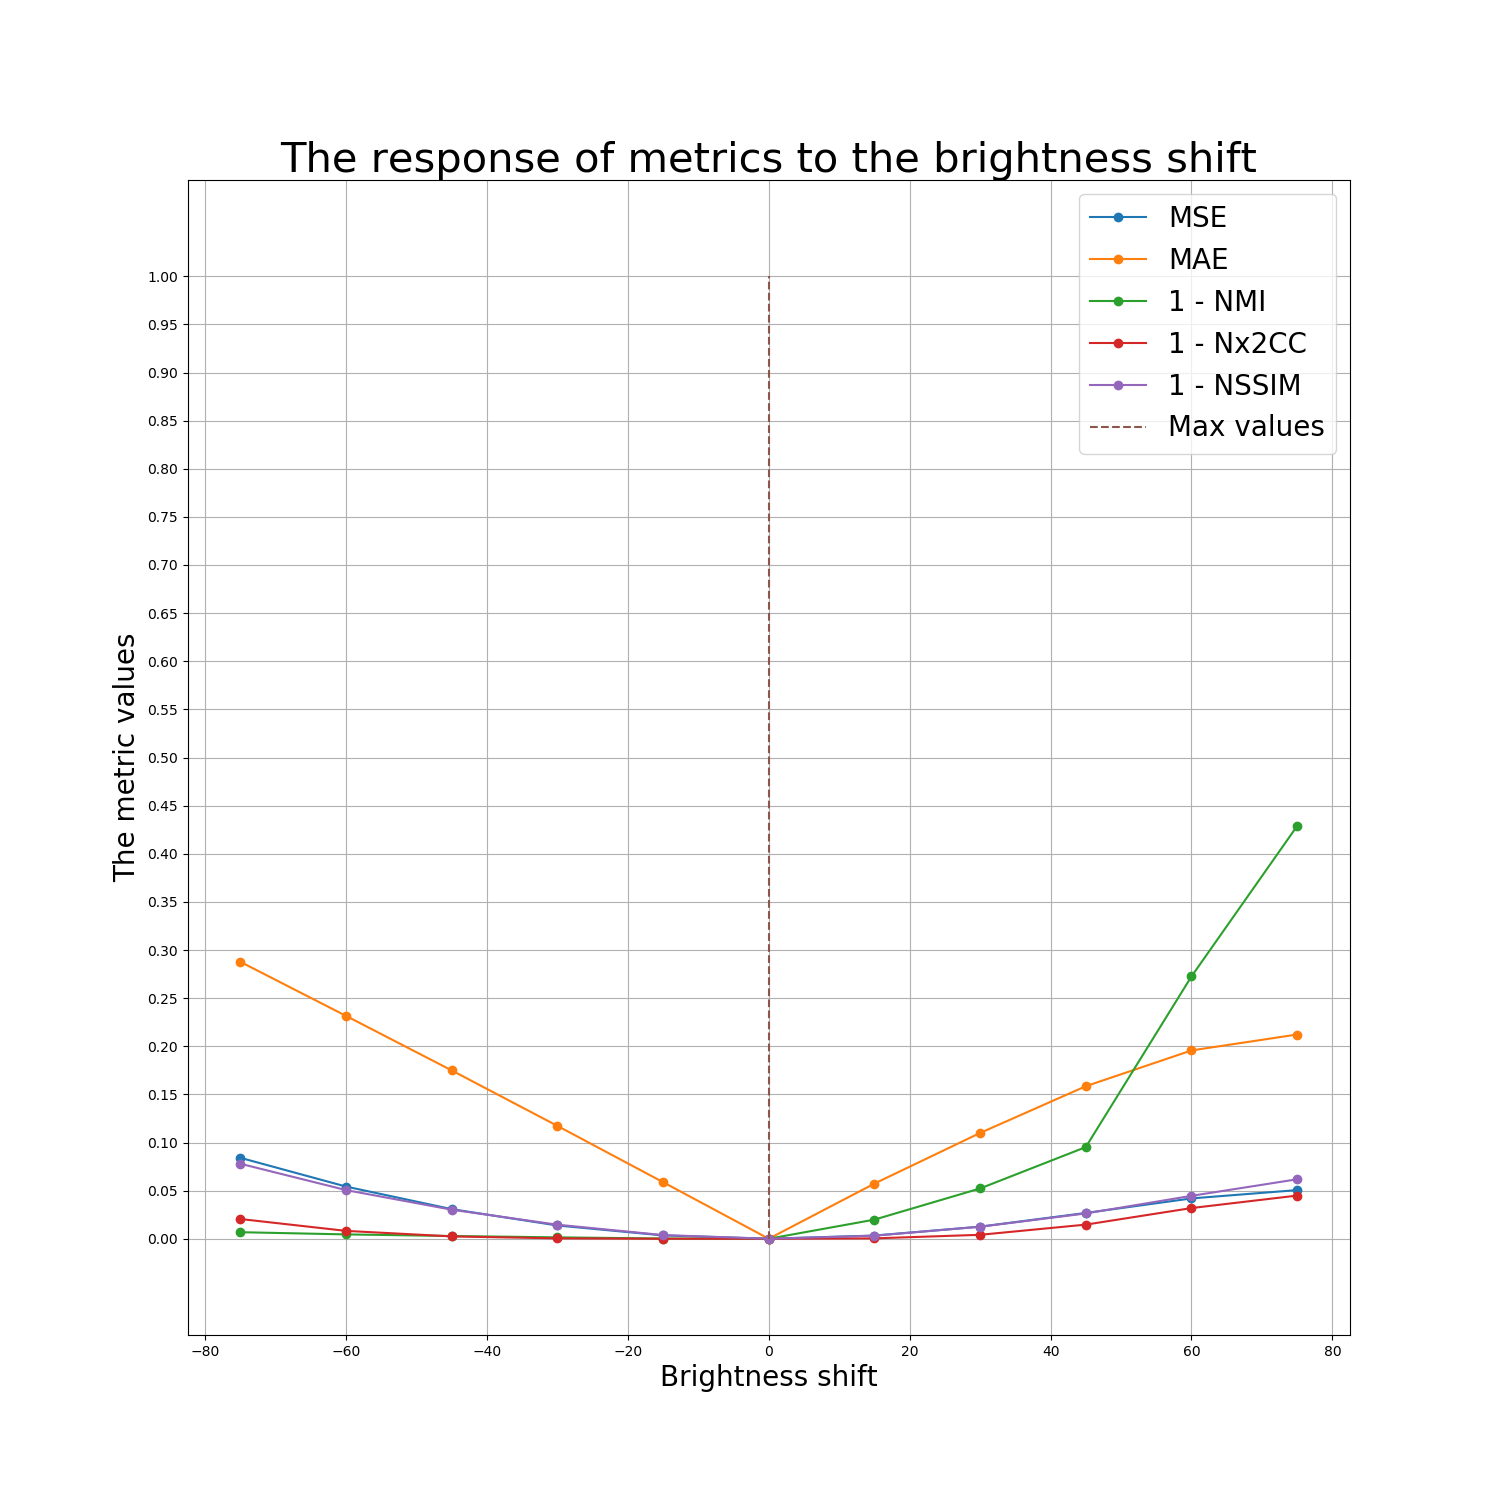 The response of metrics to the brightness shift
MSE
MAE
1 - NMI
1 - Nx2CC
1 - NSSIM
Max values
1.00
0.95
0.90
0.85
0.80
0.75
0.70
0.65
0.60
0.55
0.50
0.45
0.40
0.35
0.30
0.25
0.20
0.15
0.10
0.05
0.00
The metric values
−80 −60 −40 −20 0 20 40 60 80
Brightness shift